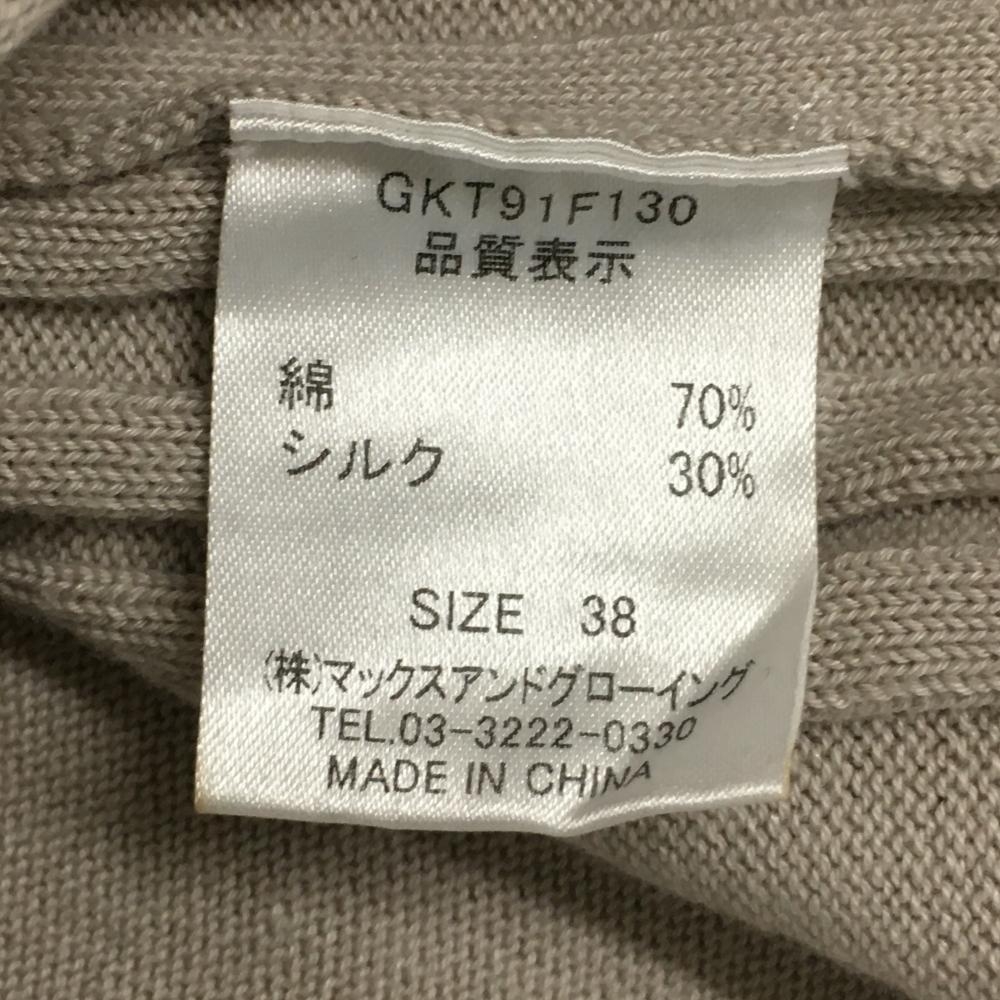 GKT91F130
品質表示
綿 70%
シルク 30%
SIZE 38
(株)マックスアンドグローイング
TEL.03-3222-0330
MADE IN CHINA